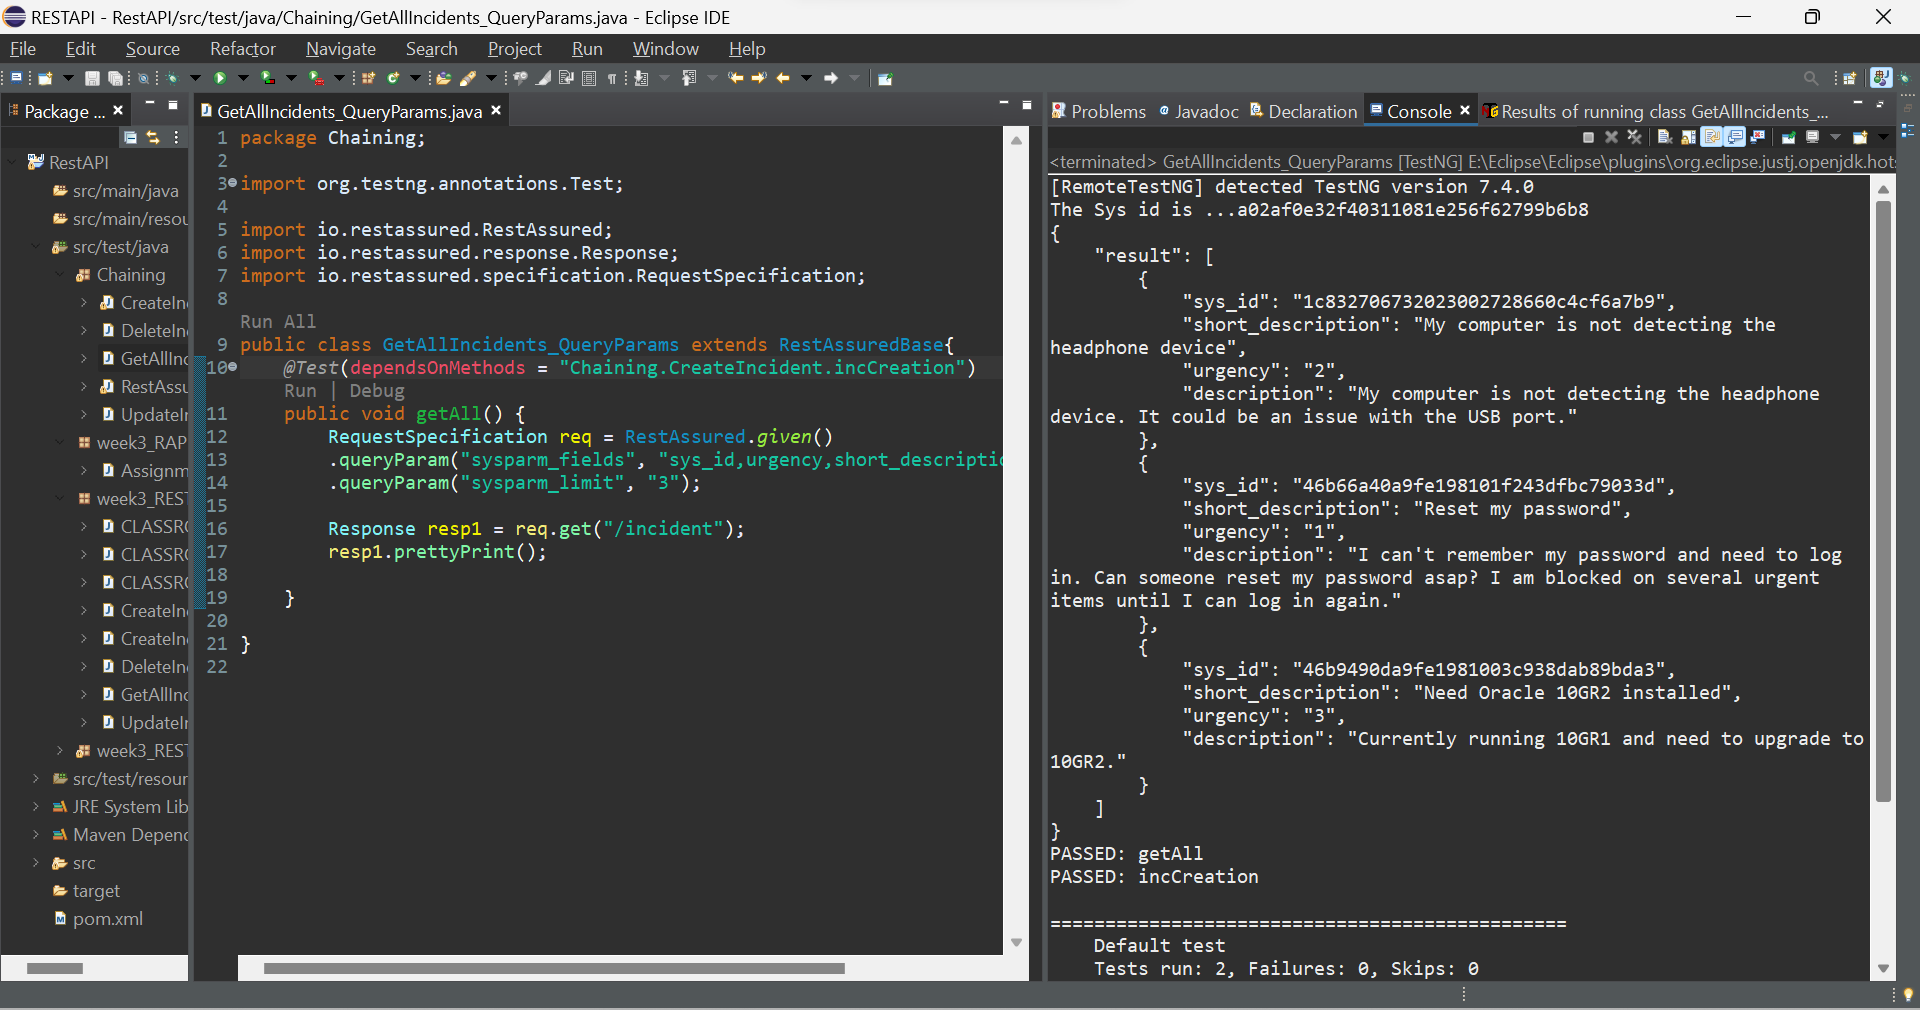 RESTAPI - RestAPI/src/test/java/Chaining/GetAllIncidents_QueryParams.java - Eclipse IDE
File Edit Source Refactor Navigate Search Project Run Window Help
Package ...
GetAllIncidents_QueryParams.java
Problems Javadoc Declaration Console Results of running class GetAllIncidents_...
RestAPI
src/main/java
src/main/resou
src/test/java
Chaining
CreateIn
DeleteIn
GetAllInc
RestAssu
UpdateIn
week3_RAP
Assignm
week3_REST
CLASSRO
CLASSRO
CLASSRO
CreateIn
CreateIn
DeleteIn
GetAllInc
UpdateIn
week3_REST
src/test/resour
JRE System Lib
Maven Depend
src
target
pom.xml
1 package Chaining;
2
3 import org.testng.annotations.Test;
4
5 import io.restassured.RestAssured;
6 import io.restassured.response.Response;
7 import io.restassured.specification.RequestSpecification;
8
Run All
9 public class GetAllIncidents_QueryParams extends RestAssuredBase{
10 @Test(dependsOnMethods = "Chaining.CreateIncident.incCreation")
Run | Debug
11 public void getAll() {
12 RequestSpecification req = RestAssured.given()
13 .queryParam("sysparm_fields", "sys_id,urgency,short_descriptio
14 .queryParam("sysparm_limit", "3");
15
16 Response resp1 = req.get("/incident");
17 resp1.prettyPrint();
18
19 }
20
21 }
22
<terminated> GetAllIncidents_QueryParams [TestNG] E:\Eclipse\Eclipse\plugins\org.eclipse.justj.openjdk.hots
[RemoteTestNG] detected TestNG version 7.4.0
The Sys id is ...a02af0e32f40311081e256f62799b6b8
{
"result": [
{
"sys_id": "1c832706732023002728660c4cf6a7b9",
"short_description": "My computer is not detecting the
headphone device",
"urgency": "2",
"description": "My computer is not detecting the headphone
device. It could be an issue with the USB port."
},
{
"sys_id": "46b66a40a9fe198101f243dfbc79033d",
"short_description": "Reset my password",
"urgency": "1",
"description": "I can't remember my password and need to log
in. Can someone reset my password asap? I am blocked on several urgent
items until I can log in again."
},
{
"sys_id": "46b9490da9fe1981003c938dab89bda3",
"short_description": "Need Oracle 10GR2 installed",
"urgency": "3",
"description": "Currently running 10GR1 and need to upgrade to
10GR2."
}
]
}
PASSED: getAll
PASSED: incCreation
===============================================
Default test
Tests run: 2, Failures: 0, Skips: 0